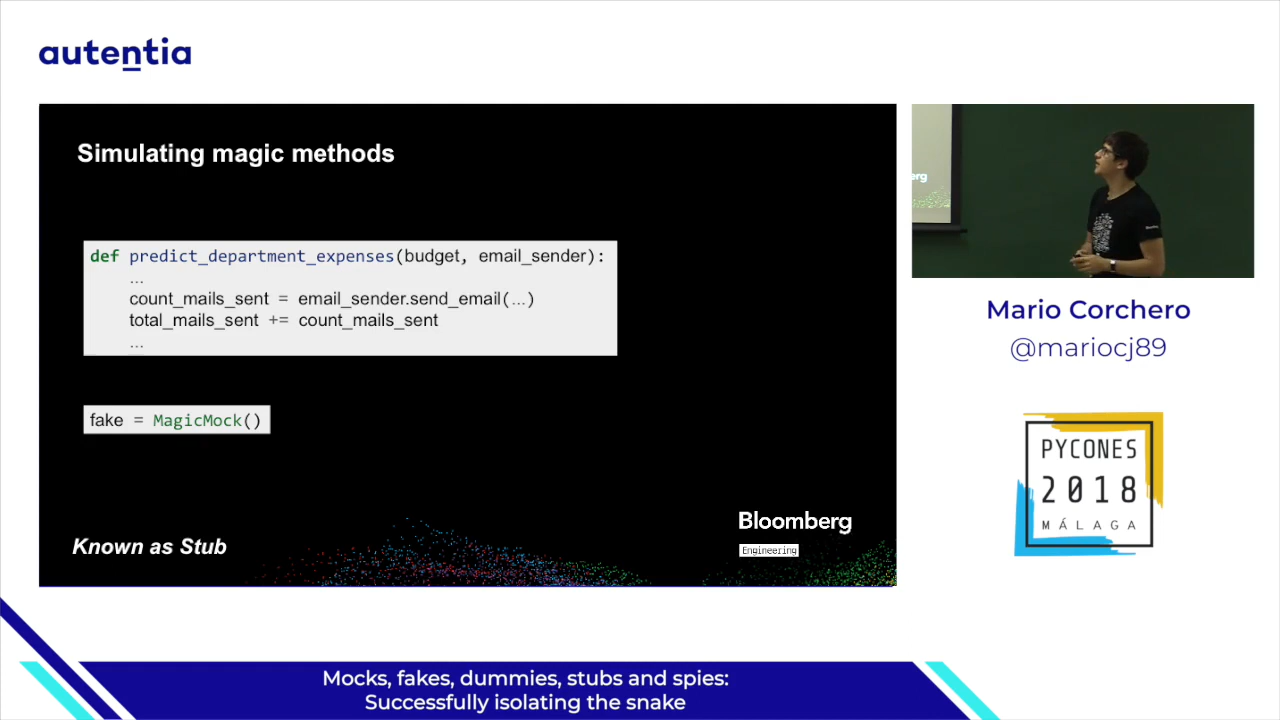 autentia
Simulating magic methods
def predict_department_expenses(budget, email_sender):
...
count_mails_sent = email_sender.send_email(...)
total_mails_sent += count_mails_sent
...
fake = MagicMock()
Known as Stub
Bloomberg
Engineering
erg
Mario Corchero
@mariocj89
PYCONES
2018
MÁLAGA
Mocks, fakes, dummies, stubs and spies:
Successfully isolating the snake